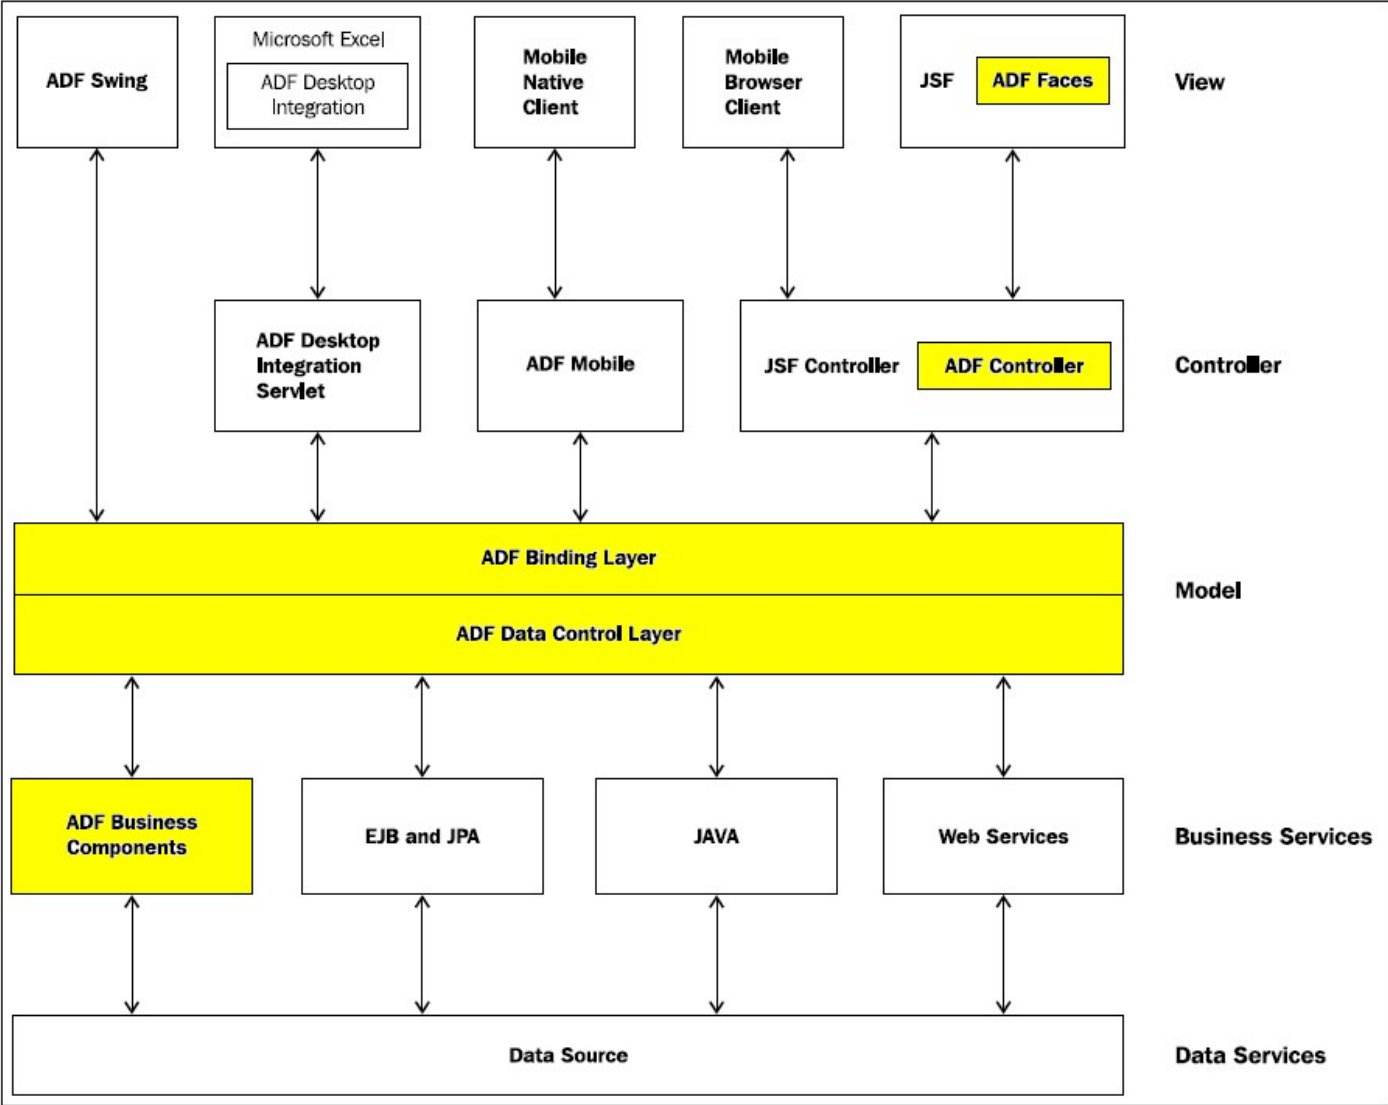 ADF Swing
Microsoft Excel
ADF Desktop
Integration
Mobile
Native
Client
Mobile
Browser
Client
JSF
ADF Faces
View
ADF Desktop
Integration
Servlet
ADF Mobile
JSF Controller
ADF Controller
Controller
ADF Binding Layer
ADF Data Control Layer
Model
ADF Business
Components
EJB and JPA
JAVA
Web Services
Business Services
Data Source
Data Services